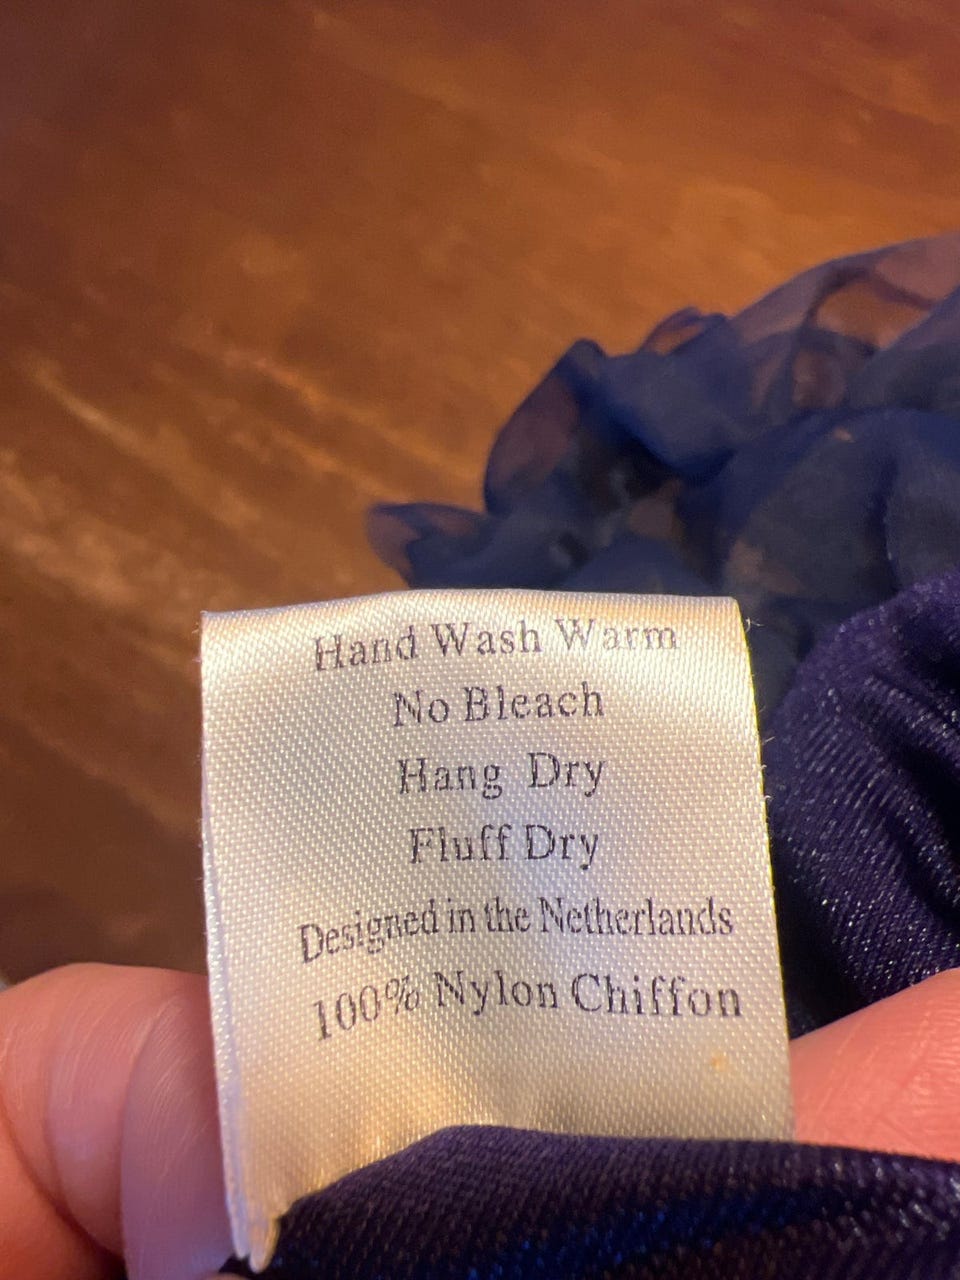 Hand Wash Warm
No Bleach
Hang Dry
Fluff Dry
Designed in the Netherlands
100% Nylon Chiffon